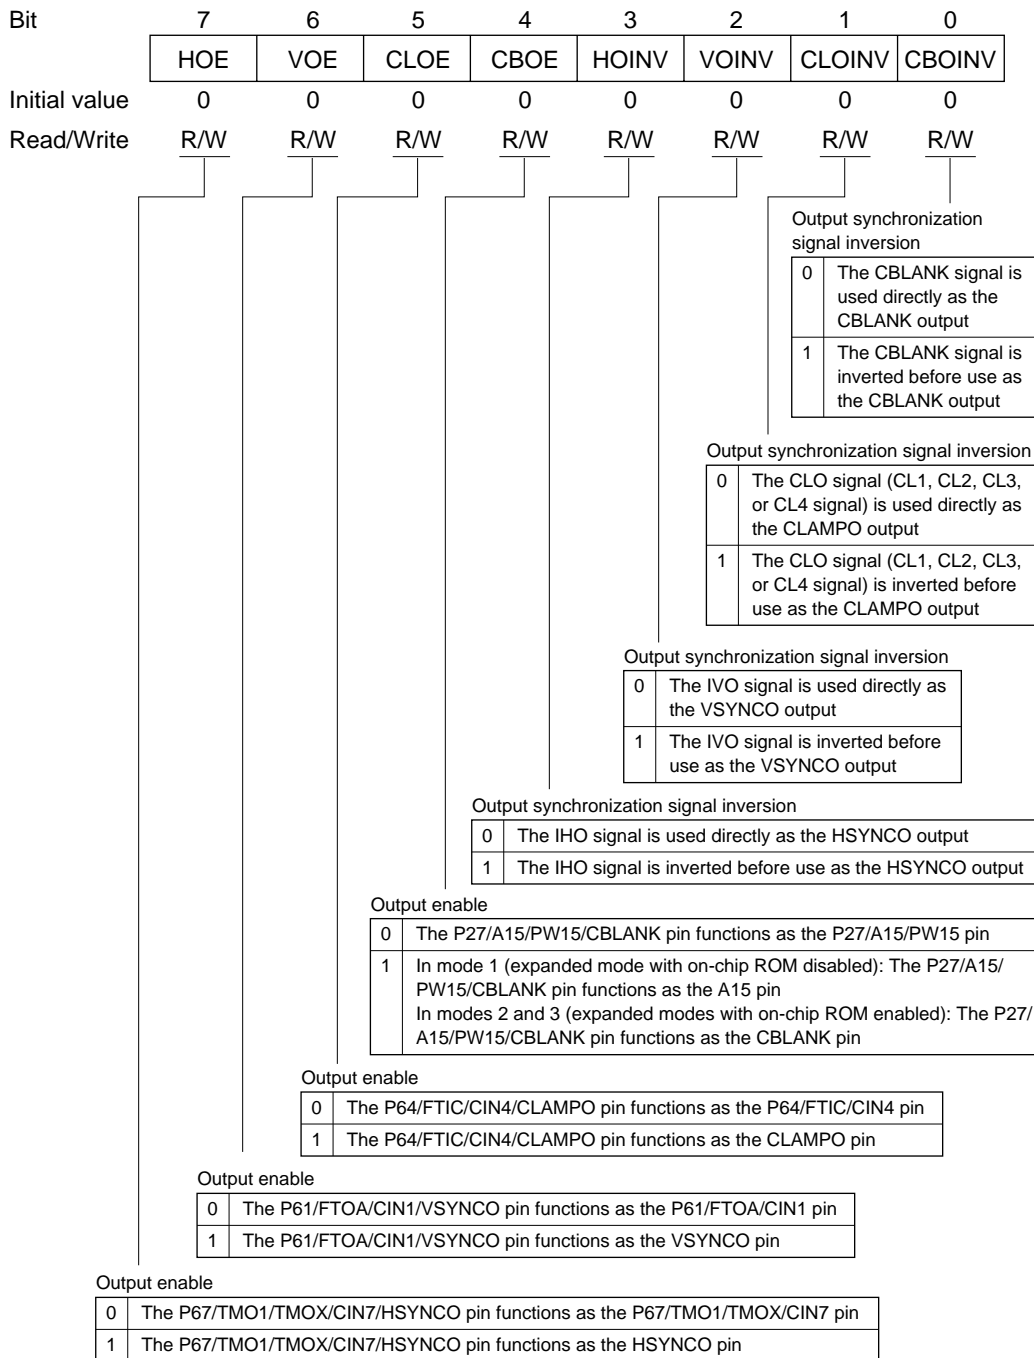 Bit 7 6 5 4 3 2 1 0
HOE VOE CLOE CBOE HOINV VOINV CLOINV CBOINV
Initial value 0 0 0 0 0 0 0 0
Read/Write R/W R/W R/W R/W R/W R/W R/W R/W
Output synchronization
signal inversion
0 The CBLANK signal is
used directly as the
CBLANK output
1 The CBLANK signal is
inverted before use as
the CBLANK output
Output synchronization signal inversion
0 The CLO signal (CL1, CL2, CL3,
or CL4 signal) is used directly as
the CLAMPO output
1 The CLO signal (CL1, CL2, CL3,
or CL4 signal) is inverted before
use as the CLAMPO output
Output synchronization signal inversion
0 The IVO signal is used directly as
the VSYNCO output
1 The IVO signal is inverted before
use as the VSYNCO output
Output synchronization signal inversion
0 The IHO signal is used directly as the HSYNCO output
1 The IHO signal is inverted before use as the HSYNCO output
Output enable
0 The P27/A15/PW15/CBLANK pin functions as the P27/A15/PW15 pin
1 In mode 1 (expanded mode with on-chip ROM disabled): The P27/A15/
PW15/CBLANK pin functions as the A15 pin
In modes 2 and 3 (expanded modes with on-chip ROM enabled): The P27/
A15/PW15/CBLANK pin functions as the CBLANK pin
Output enable
0 The P64/FTIC/CIN4/CLAMPO pin functions as the P64/FTIC/CIN4 pin
1 The P64/FTIC/CIN4/CLAMPO pin functions as the CLAMPO pin
Output enable
0 The P61/FTOA/CIN1/VSYNCO pin functions as the P61/FTOA/CIN1 pin
1 The P61/FTOA/CIN1/VSYNCO pin functions as the VSYNCO pin
Output enable
0 The P67/TMO1/TMOX/CIN7/HSYNCO pin functions as the P67/TMO1/TMOX/CIN7 pin
1 The P67/TMO1/TMOX/CIN7/HSYNCO pin functions as the HSYNCO pin